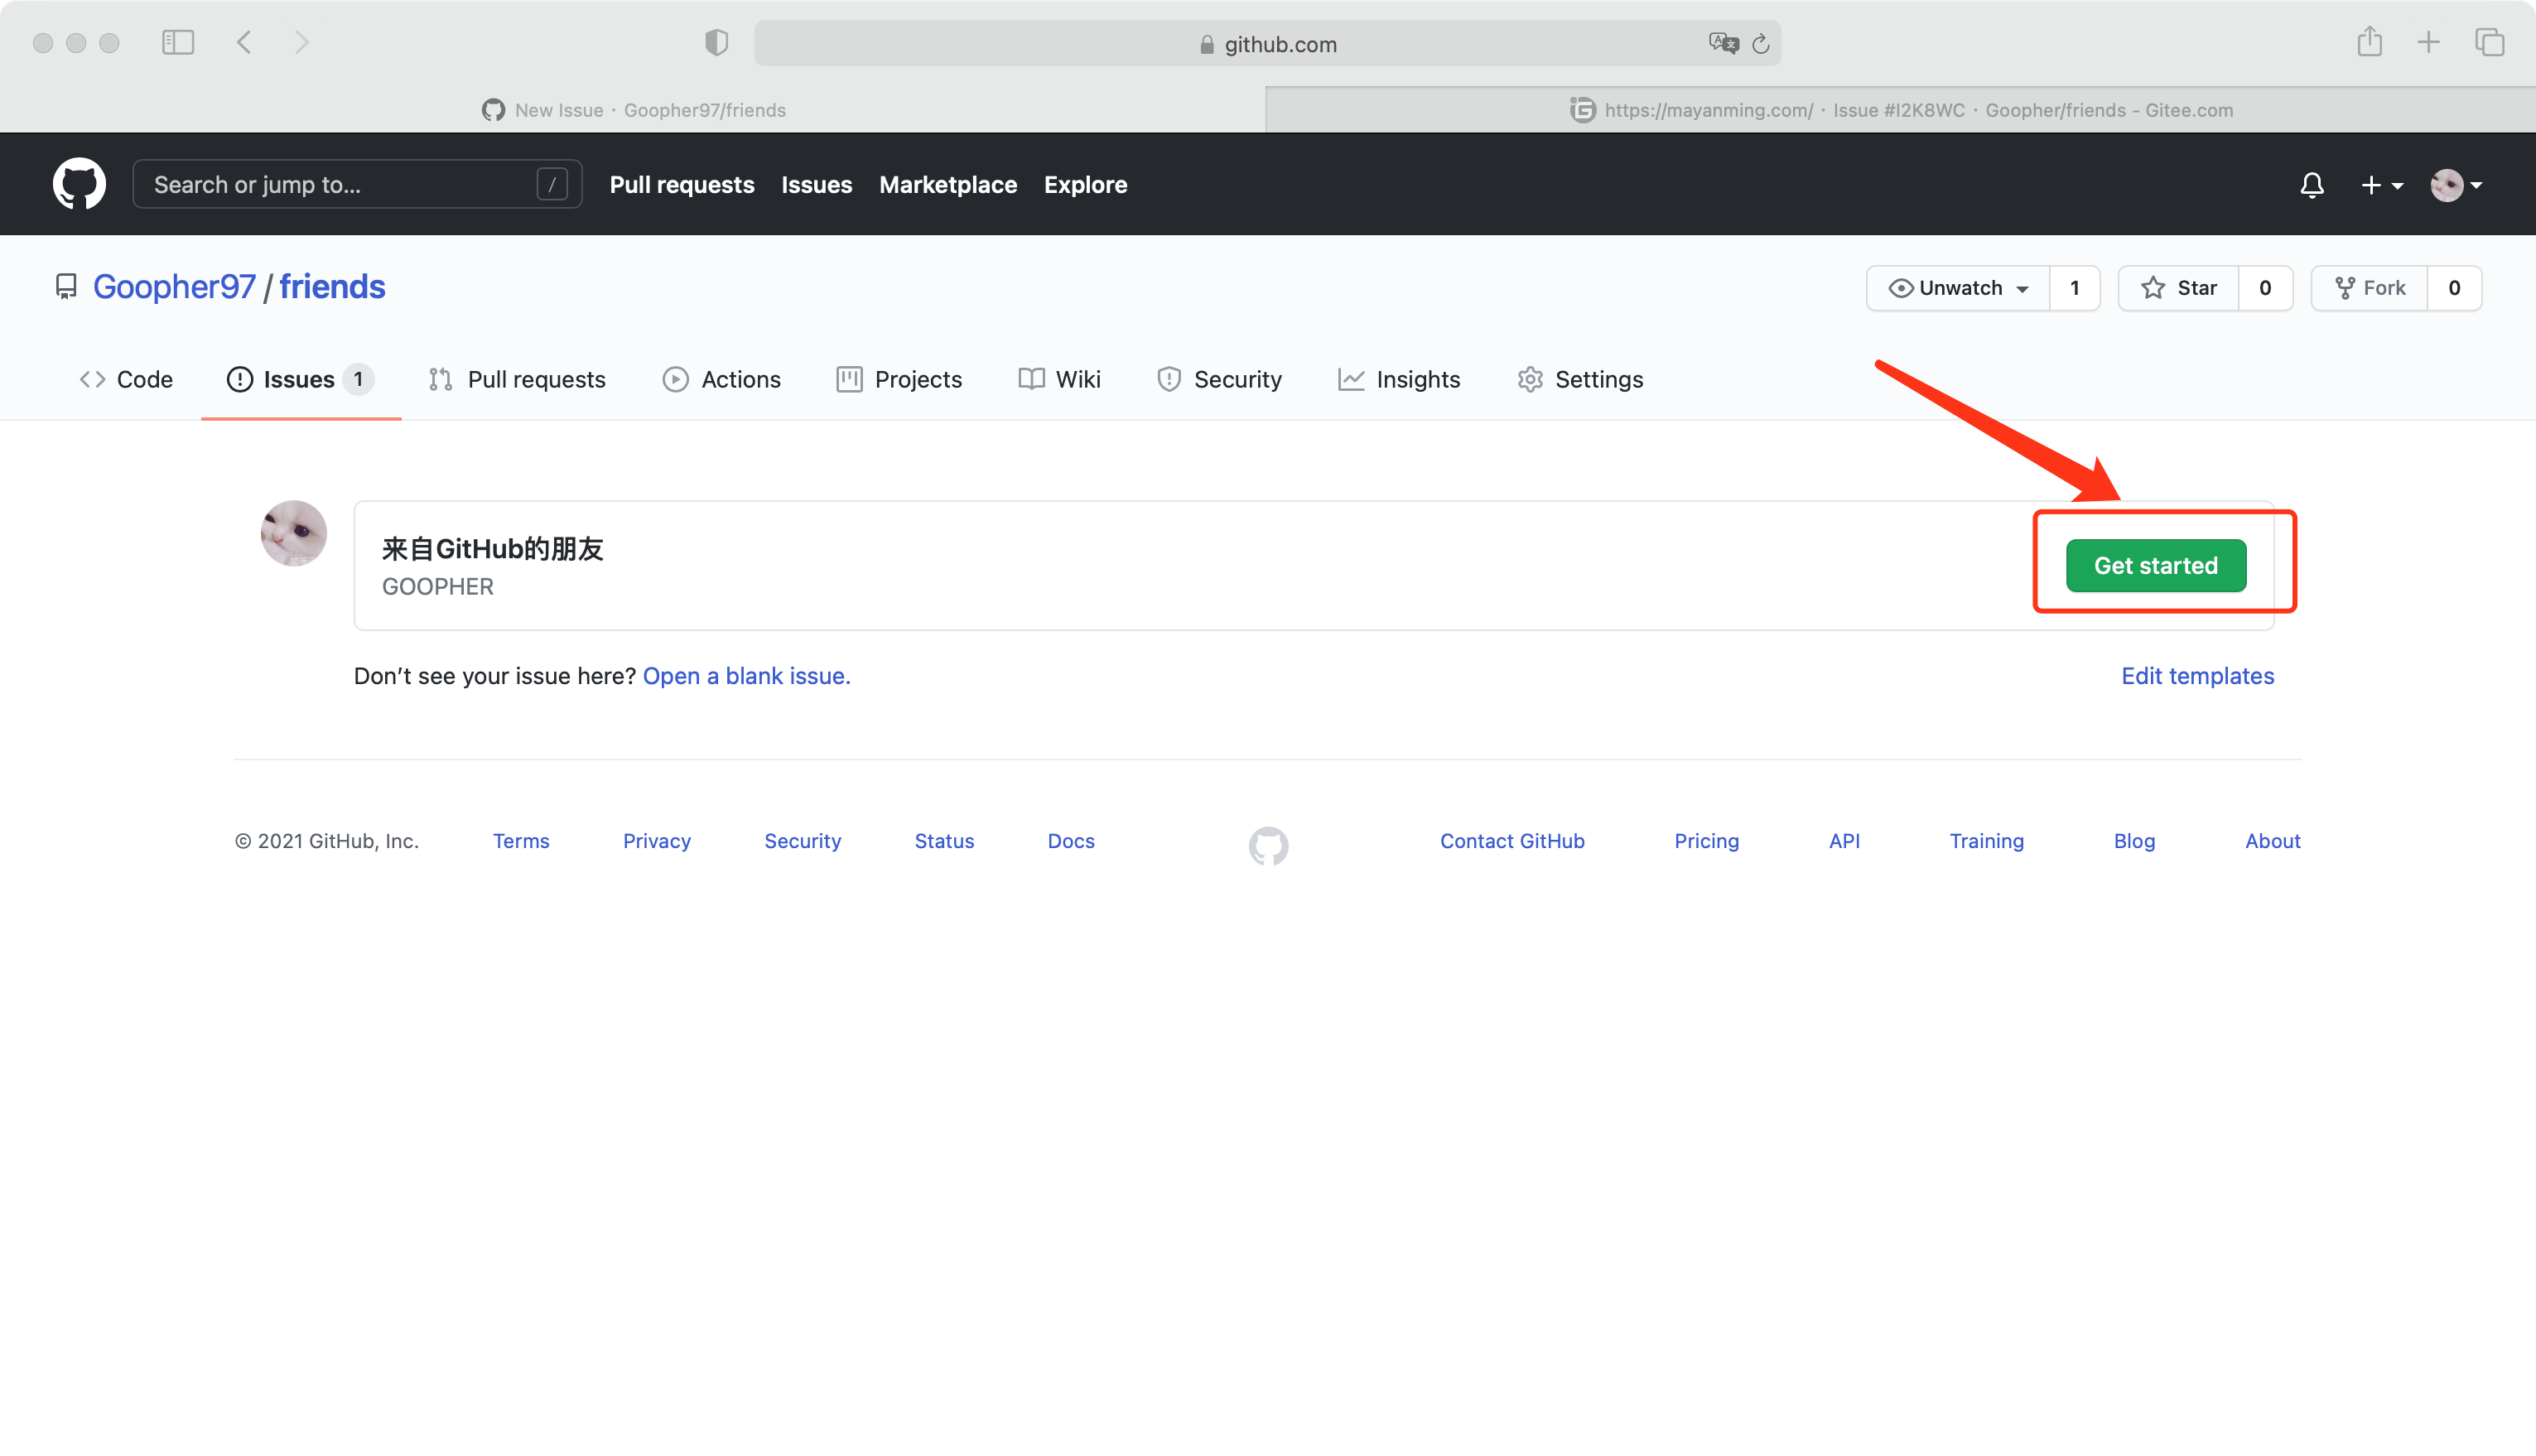 github.com
New Issue · Goopher97/friends
https://mayanming.com/ · Issue #I2K8WC · Goopher/friends - Gitee.com
Search or jump to... /
Pull requests Issues Marketplace Explore
Goopher97 / friends
Unwatch 1 Star 0 Fork 0
Code Issues 1 Pull requests Actions Projects Wiki Security Insights Settings
来自GitHub的朋友
GOOPHER
Get started
Don’t see your issue here? Open a blank issue.
Edit templates
© 2021 GitHub, Inc. Terms Privacy Security Status Docs Contact GitHub Pricing API Training Blog About